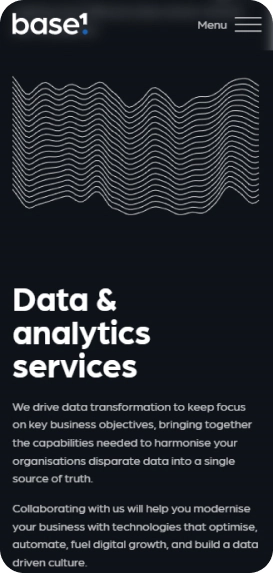 base1
Menu
Data &
analytics
services
We drive data transformation to keep focus
on key business objectives, bringing together
the capabilities needed to harmonise your
organisations disparate data into a single
source of truth.
Collaborating with us will help you modernise
your business with technologies that optimise,
automate, fuel digital growth, and build a data
driven culture.